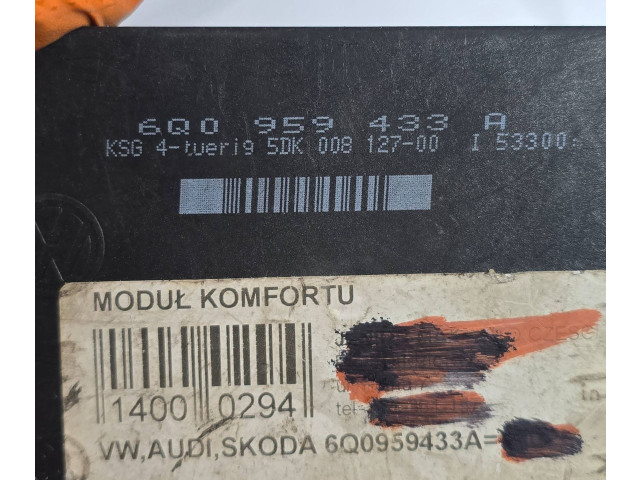 6Q0 959 433 A
KSG 4-tuerig 5DK 008 127-00 I 53300
MODUŁ KOMFORTU
1400 0294
tel
VW,AUDI,SKODA 6Q0959433A=